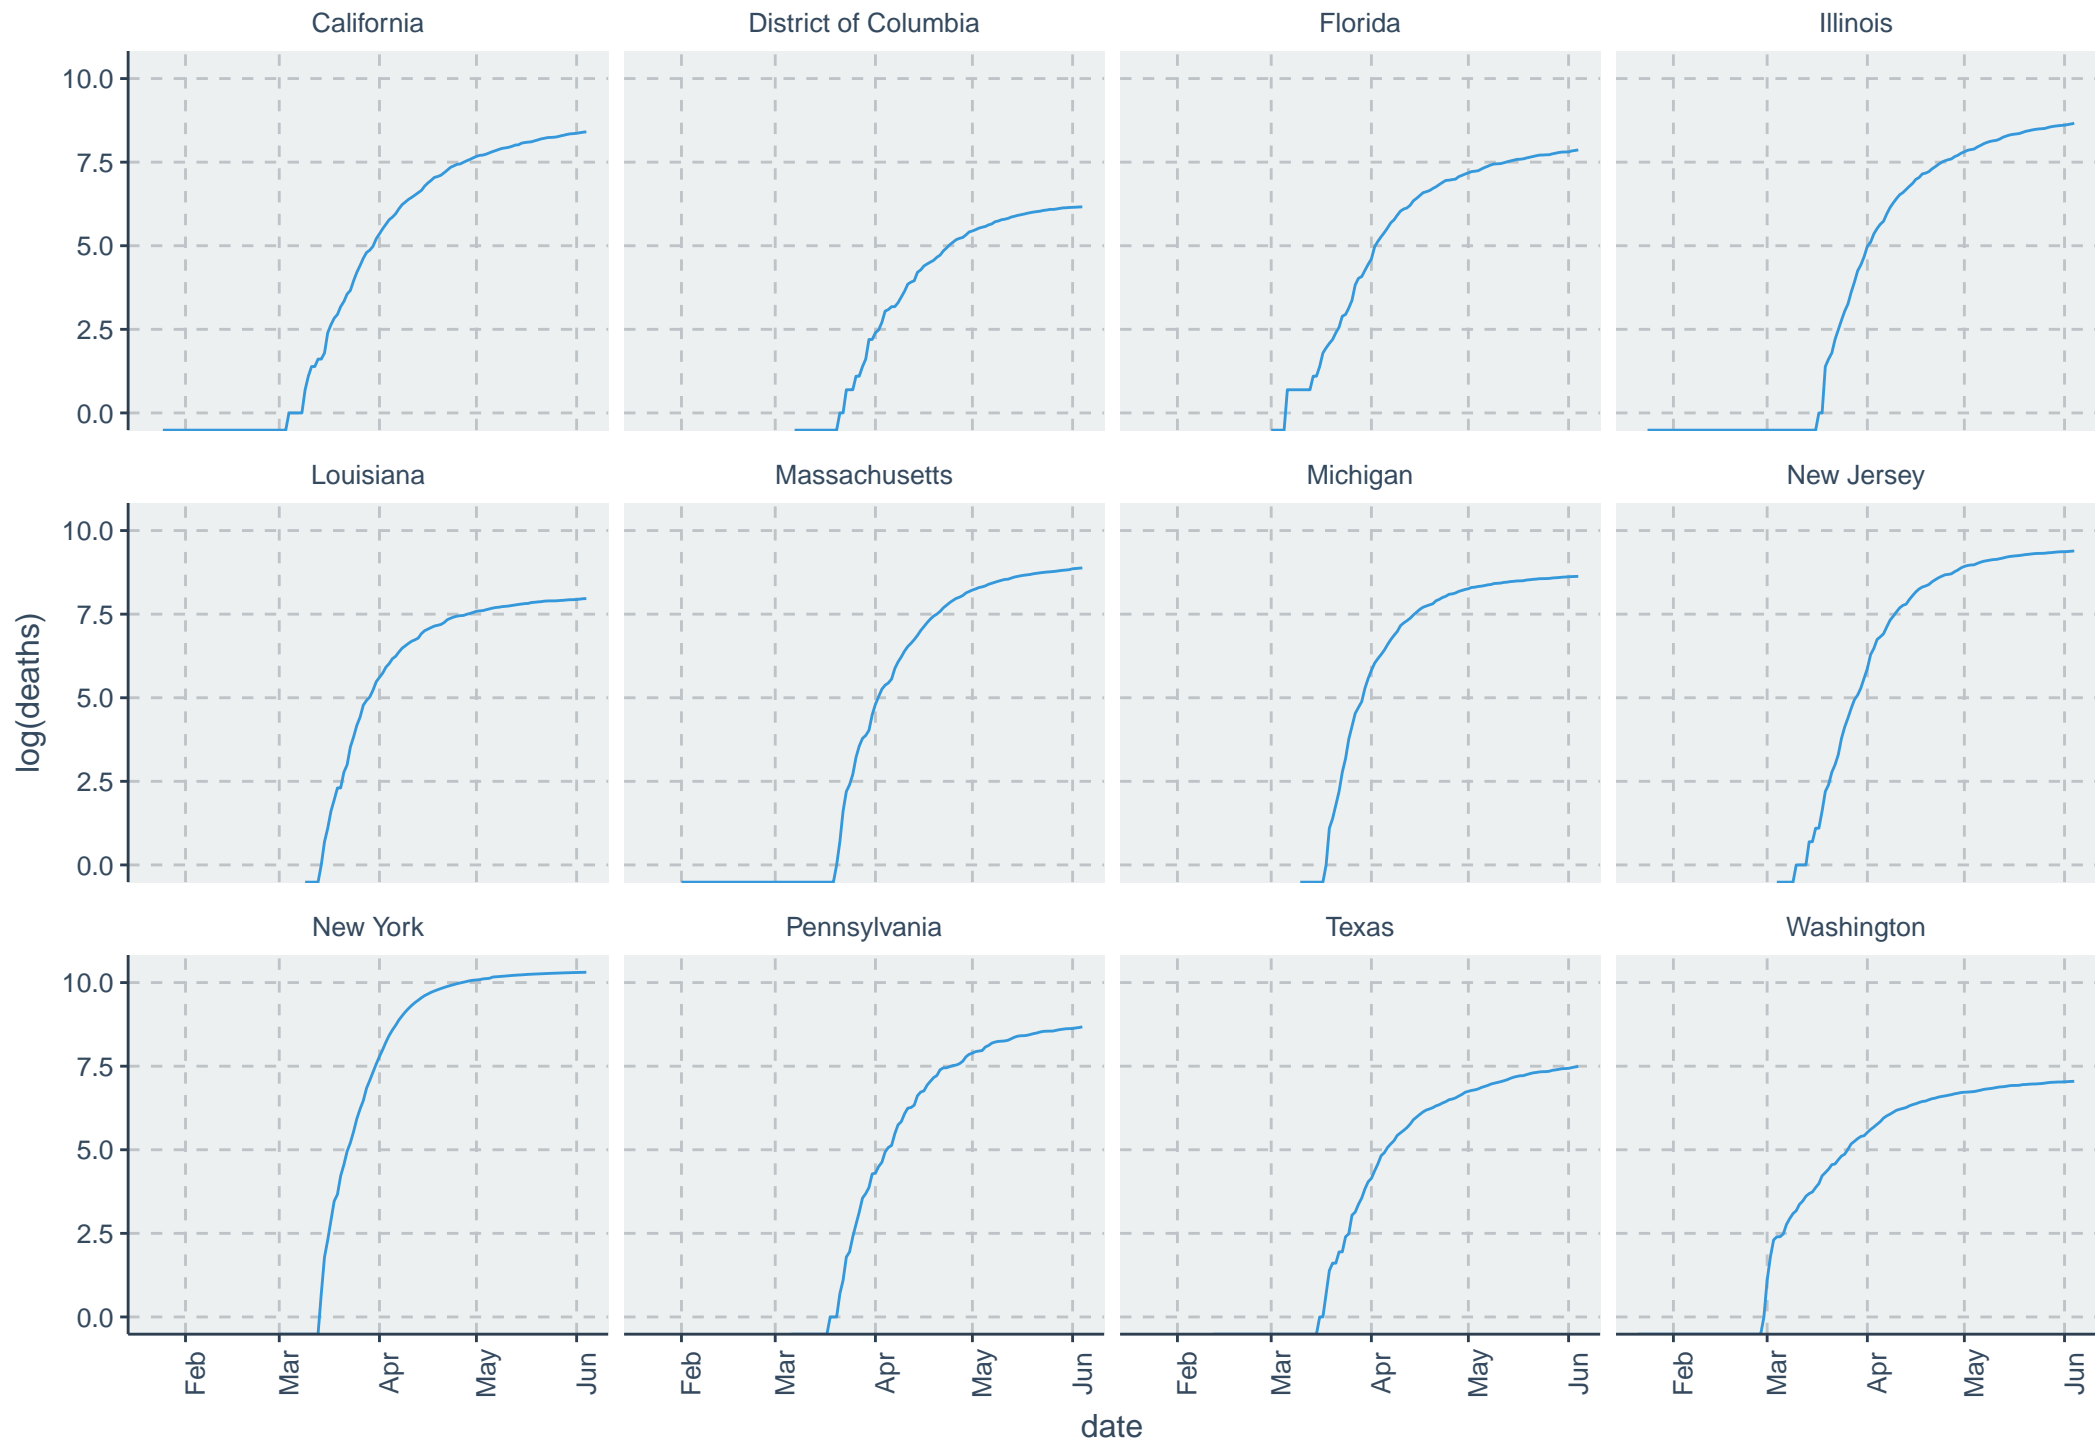 California District of Columbia Florida Illinois
10.0
7.5
5.0
2.5
0.0
Louisiana Massachusetts Michigan New Jersey
10.0
7.5
5.0
2.5
0.0
New York Pennsylvania Texas Washington
10.0
7.5
5.0
2.5
0.0
log(deaths)
Feb Mar Apr May Jun Feb Mar Apr May Jun Feb Mar Apr May Jun Feb Mar Apr May Jun
date